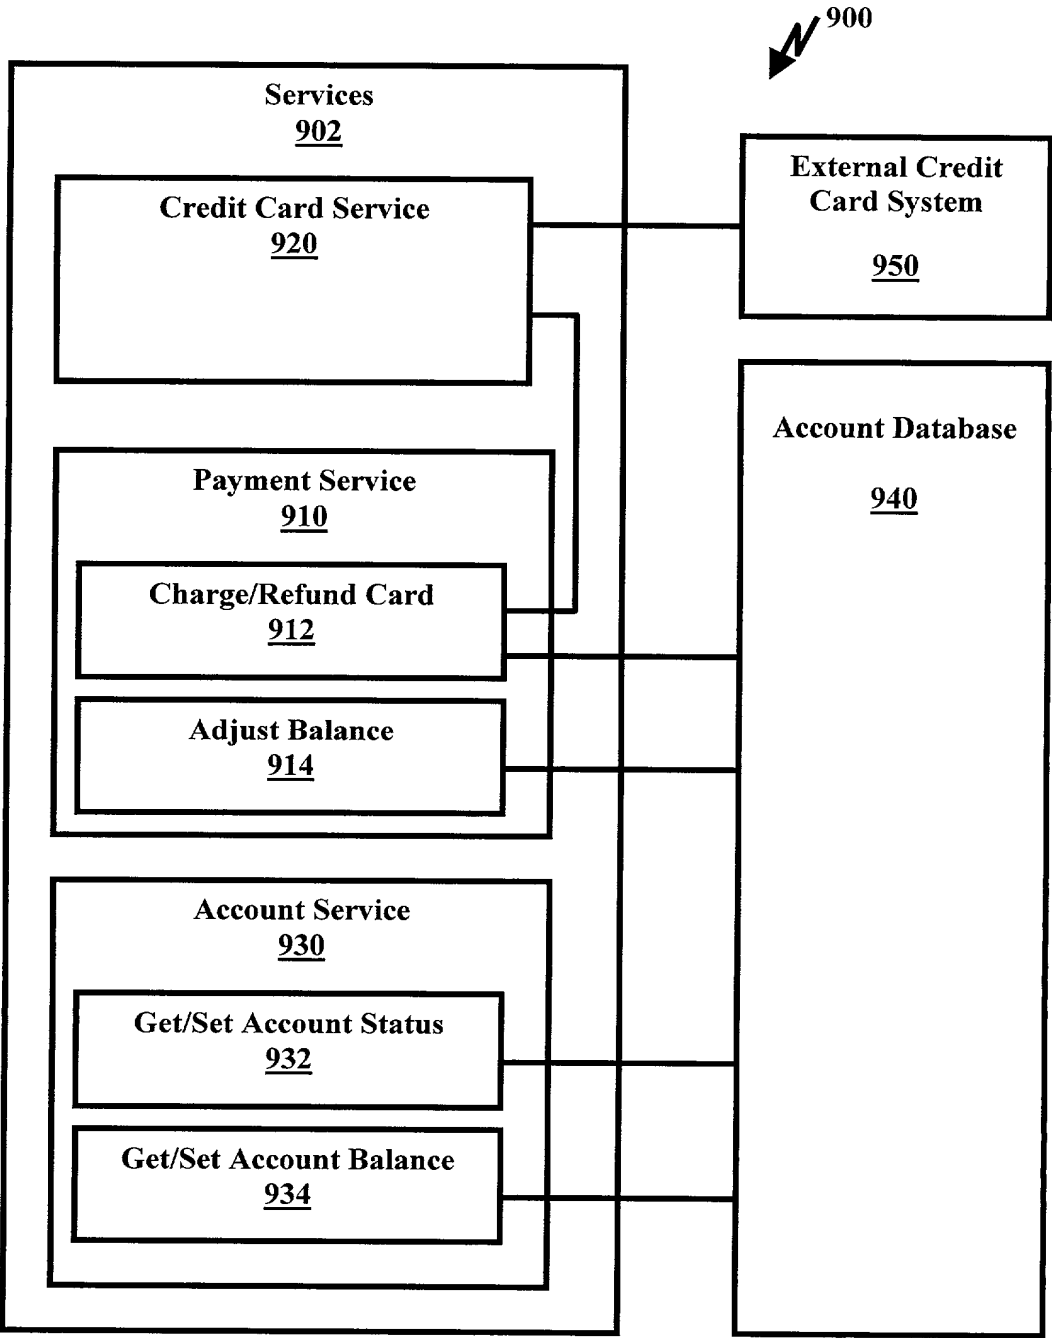 900
Services
902
Credit Card Service
920
External Credit
Card System
950
Account Database
940
Payment Service
910
Charge/Refund Card
912
Adjust Balance
914
Account Service
930
Get/Set Account Status
932
Get/Set Account Balance
934